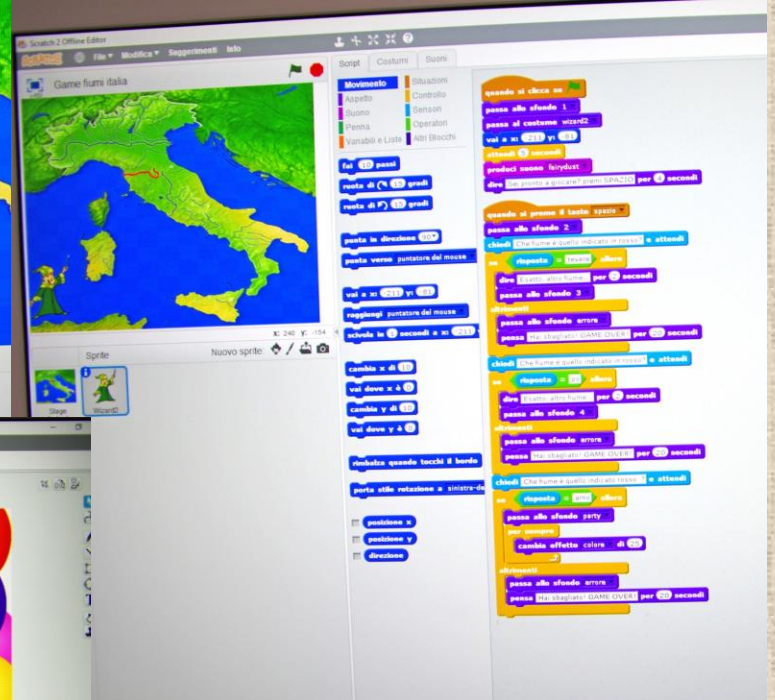 Scratch 2 Offline Editor
SCRATCH File Modifica Suggerimenti Info
Game fiumi italia
x: 240 y: -154
Sprite Nuovo sprite:
Stage
Wizard2
Script Costumi Suoni
Movimento Situazioni
Aspetto Controllo
Suono Sensori
Penna Operatori
Variabili e Liste Altri Blocchi
fai 10 passi
ruota di 15 gradi
ruota di 15 gradi
punta in direzione 90
punta verso puntatore del mouse
vai a x: -211 y: -81
raggiungi puntatore del mouse
scivola in 1 secondi a x: -211
cambia x di 10
vai dove x è 0
cambia y di 10
vai dove y è 0
rimbalza quando tocchi il bordo
porta stile rotazione a sinistra-de
posizione x
posizione y
direzione
quando si clicca su
passa allo sfondo 1
passa al costume wizard2
vai a x: -211 y: -81
attendi secondi
produci suono fairydust
dire Sei pronto a giocare? premi SPAZIO per 4 secondi
quando si preme il tasto spazio
passa allo sfondo 2
chiedi Che fiume è quello indicato in rosso? e attendi
se risposta = tevere allora
dire Esatto, altro fiume... per 2 secondi
passa allo sfondo 3
altrimenti
passa allo sfondo errore
pensa Hai sbagliato! GAME OVER! per 20 secondi
chiedi Che fiume è quello indicato in rosso? e attendi
se risposta = po allora
dire Esatto, altro fiume... per 2 secondi
passa allo sfondo 4
altrimenti
passa allo sfondo errore
pensa Hai sbagliato! GAME OVER! per 20 secondi
chiedi Che fiume è quello indicato rosso ? e attendi
se risposta = arno allora
passa allo sfondo party
per sempre
cambia effetto colore di 25
altrimenti
passa allo sfondo errore
pensa Hai sbagliato! GAME OVER! per 20 secondi